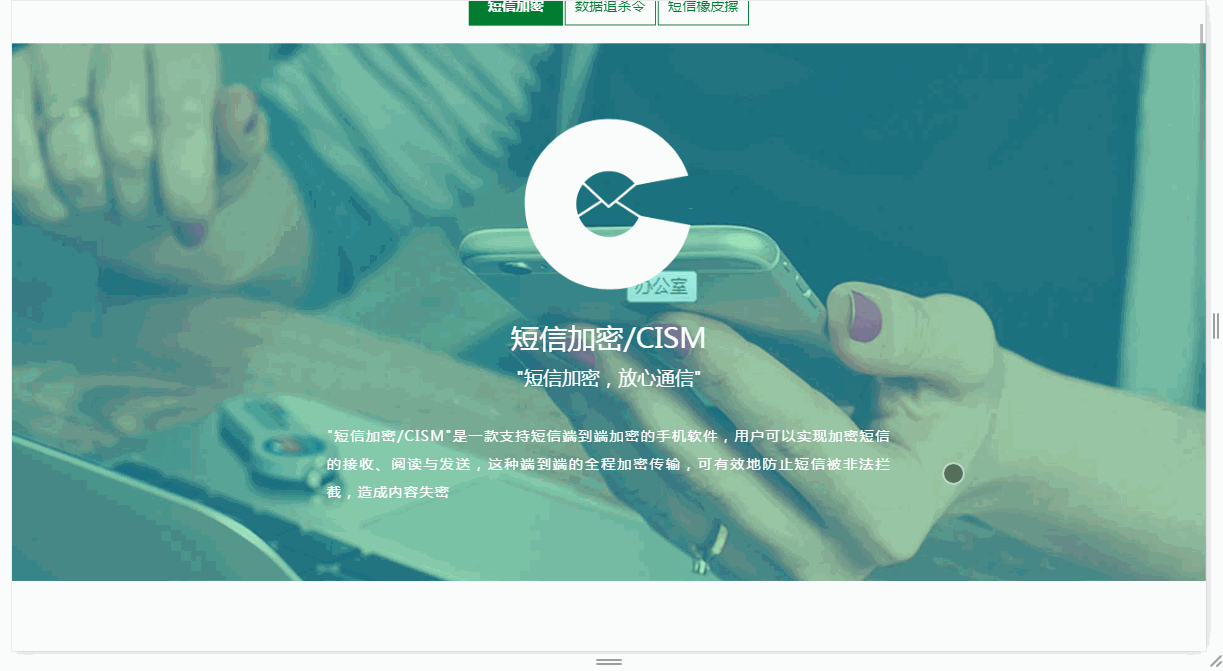 短信加密
数据追杀令
短信橡皮擦
办公室
短信加密/CISM
"短信加密，放心通信"
"短信加密/CISM"是一款支持短信端到端加密的手机软件，用户可以实现加密短信
的接收、阅读与发送，这种端到端的全程加密传输，可有效地防止短信被非法拦
截，造成内容失密